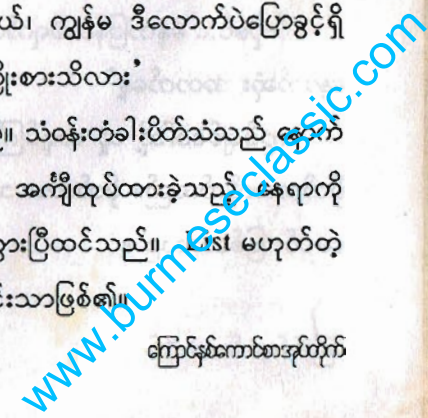 ယ်၊ ကျွန်မ ဒီလောက်ပဲပြောခွင့်ရှိ
ိုးစားသိလား'
။ သံဝန်းတံခါးပိတ်သံသည် နောက်
အင်္ကျီထုပ်ထားခဲ့သည့် နေရာကို
ွားပြီထင်သည်။ Lust မဟုတ်တဲ့
်းသာဖြစ်၏။
ကြောင်နှစ်ကောင်စာအုပ်တိုက်
www.burmeseclassic.com